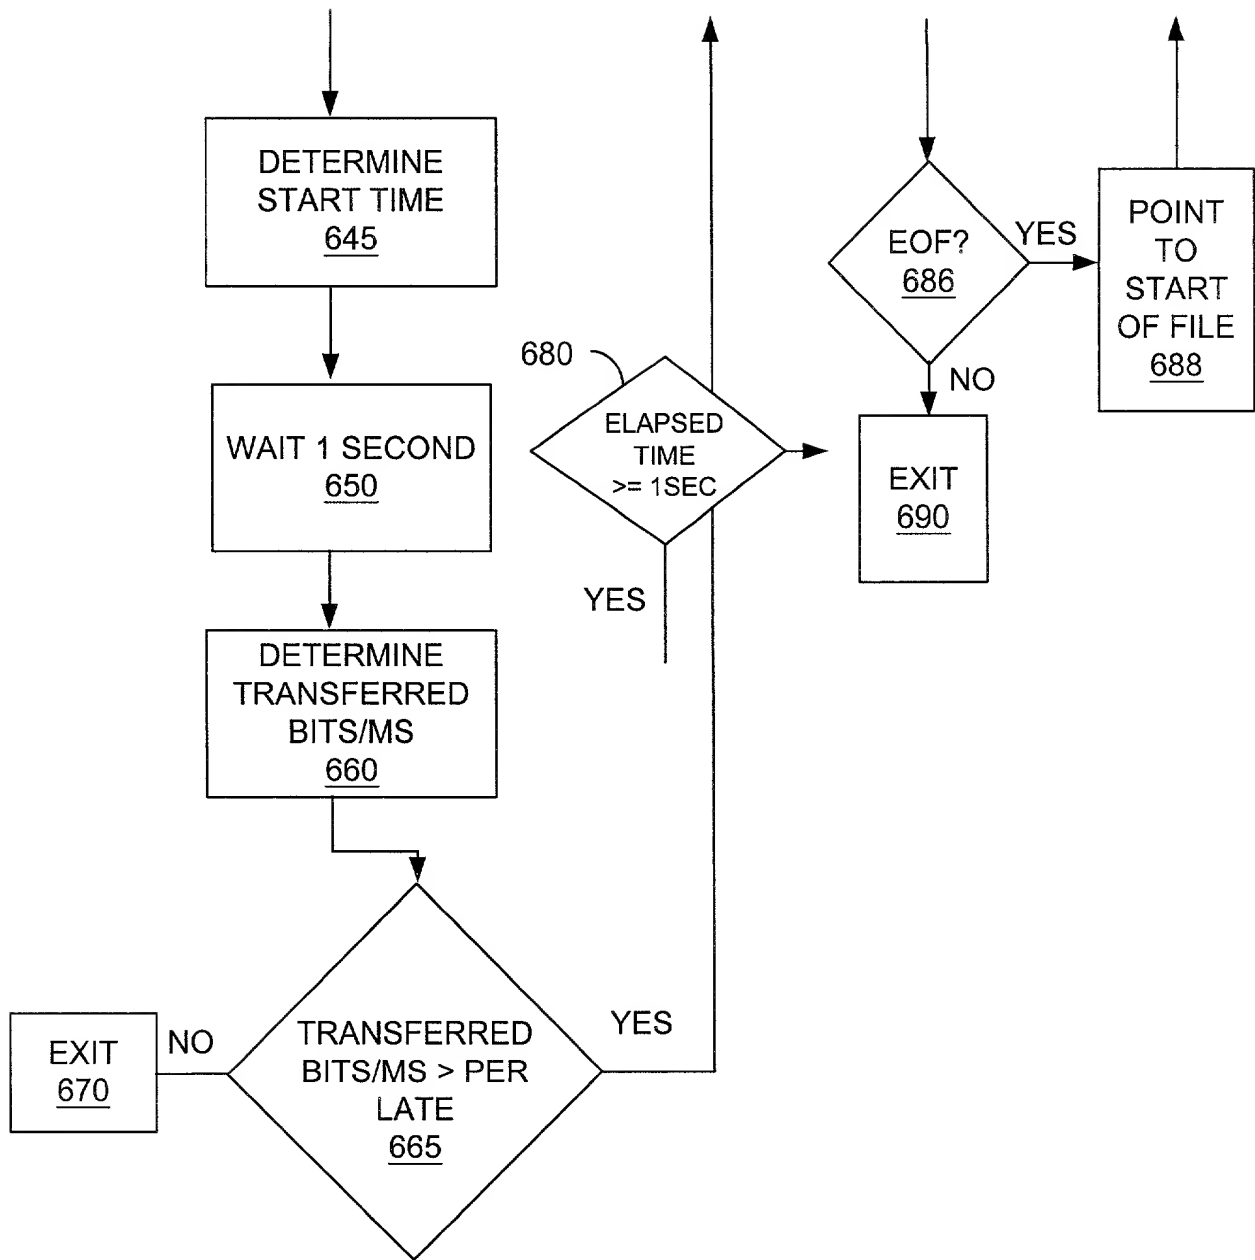 DETERMINE
START TIME
645
WAIT 1 SECOND
650
DETERMINE
TRANSFERRED
BITS/MS
660
TRANSFERRED
BITS/MS > PER
LATE
665
NO
EXIT
670
YES
680
ELAPSED
TIME
>= 1SEC
YES
EOF?
686
YES
NO
EXIT
690
POINT
TO
START
OF FILE
688